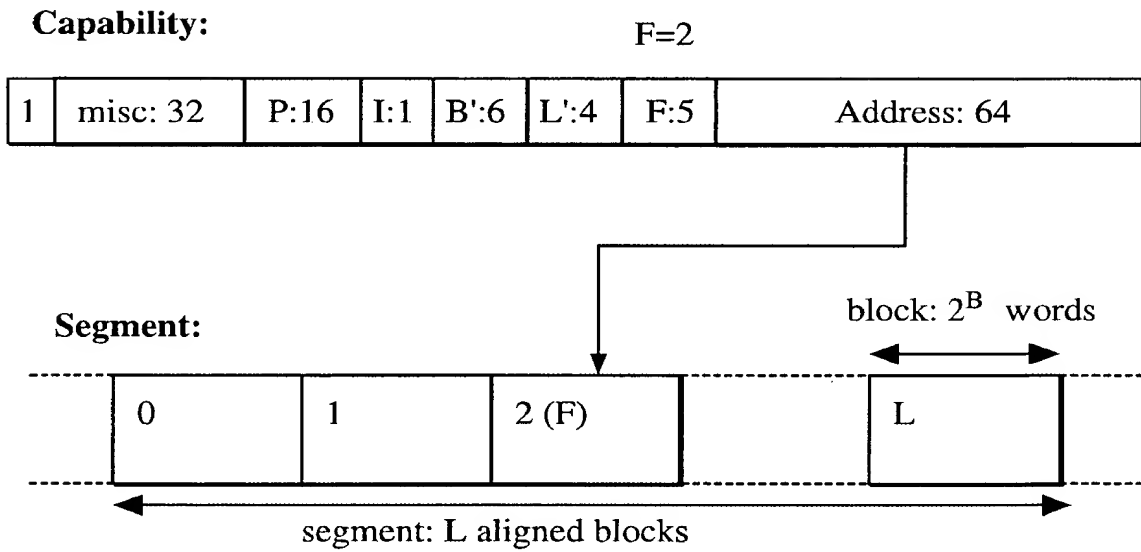 Capability:
F=2
1 misc: 32 P:16 I:1 B':6 L':4 F:5 Address: 64
Segment:
block: 2^B words
0 1 2 (F) L
segment: L aligned blocks